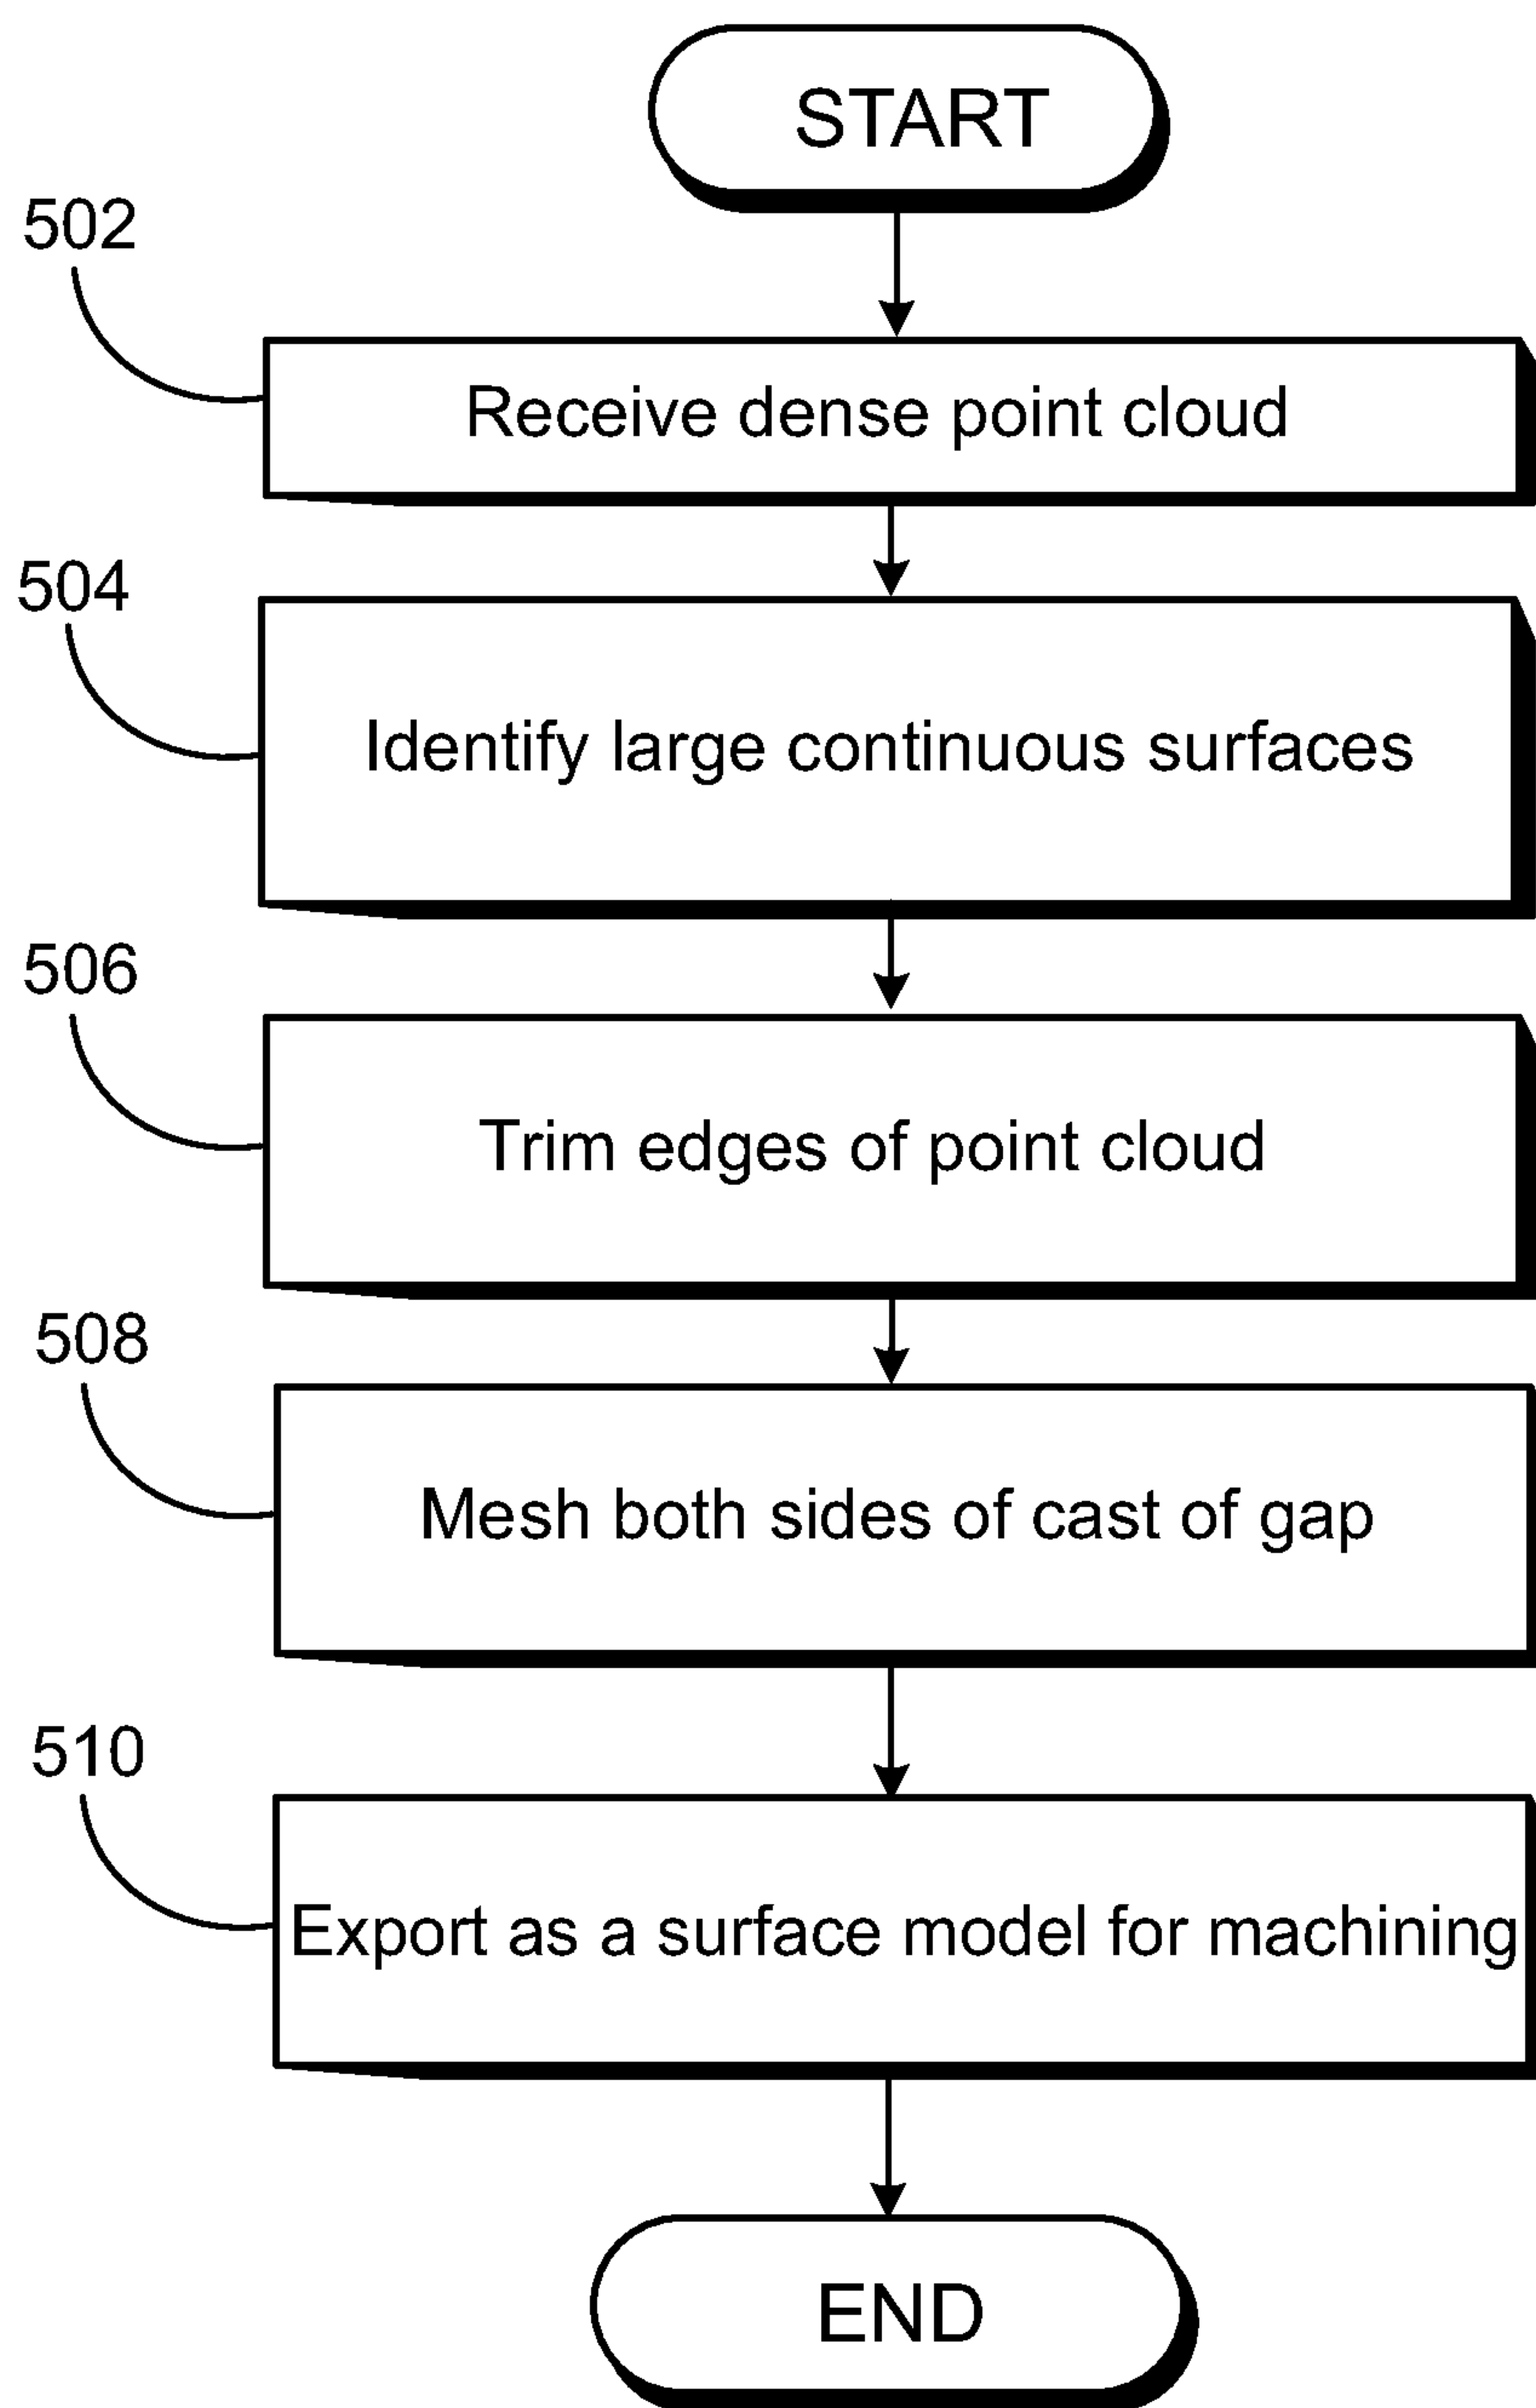 START
502
Receive dense point cloud
504
Identify large continuous surfaces
506
Trim edges of point cloud
508
Mesh both sides of cast of gap
510
Export as a surface model for machining
END